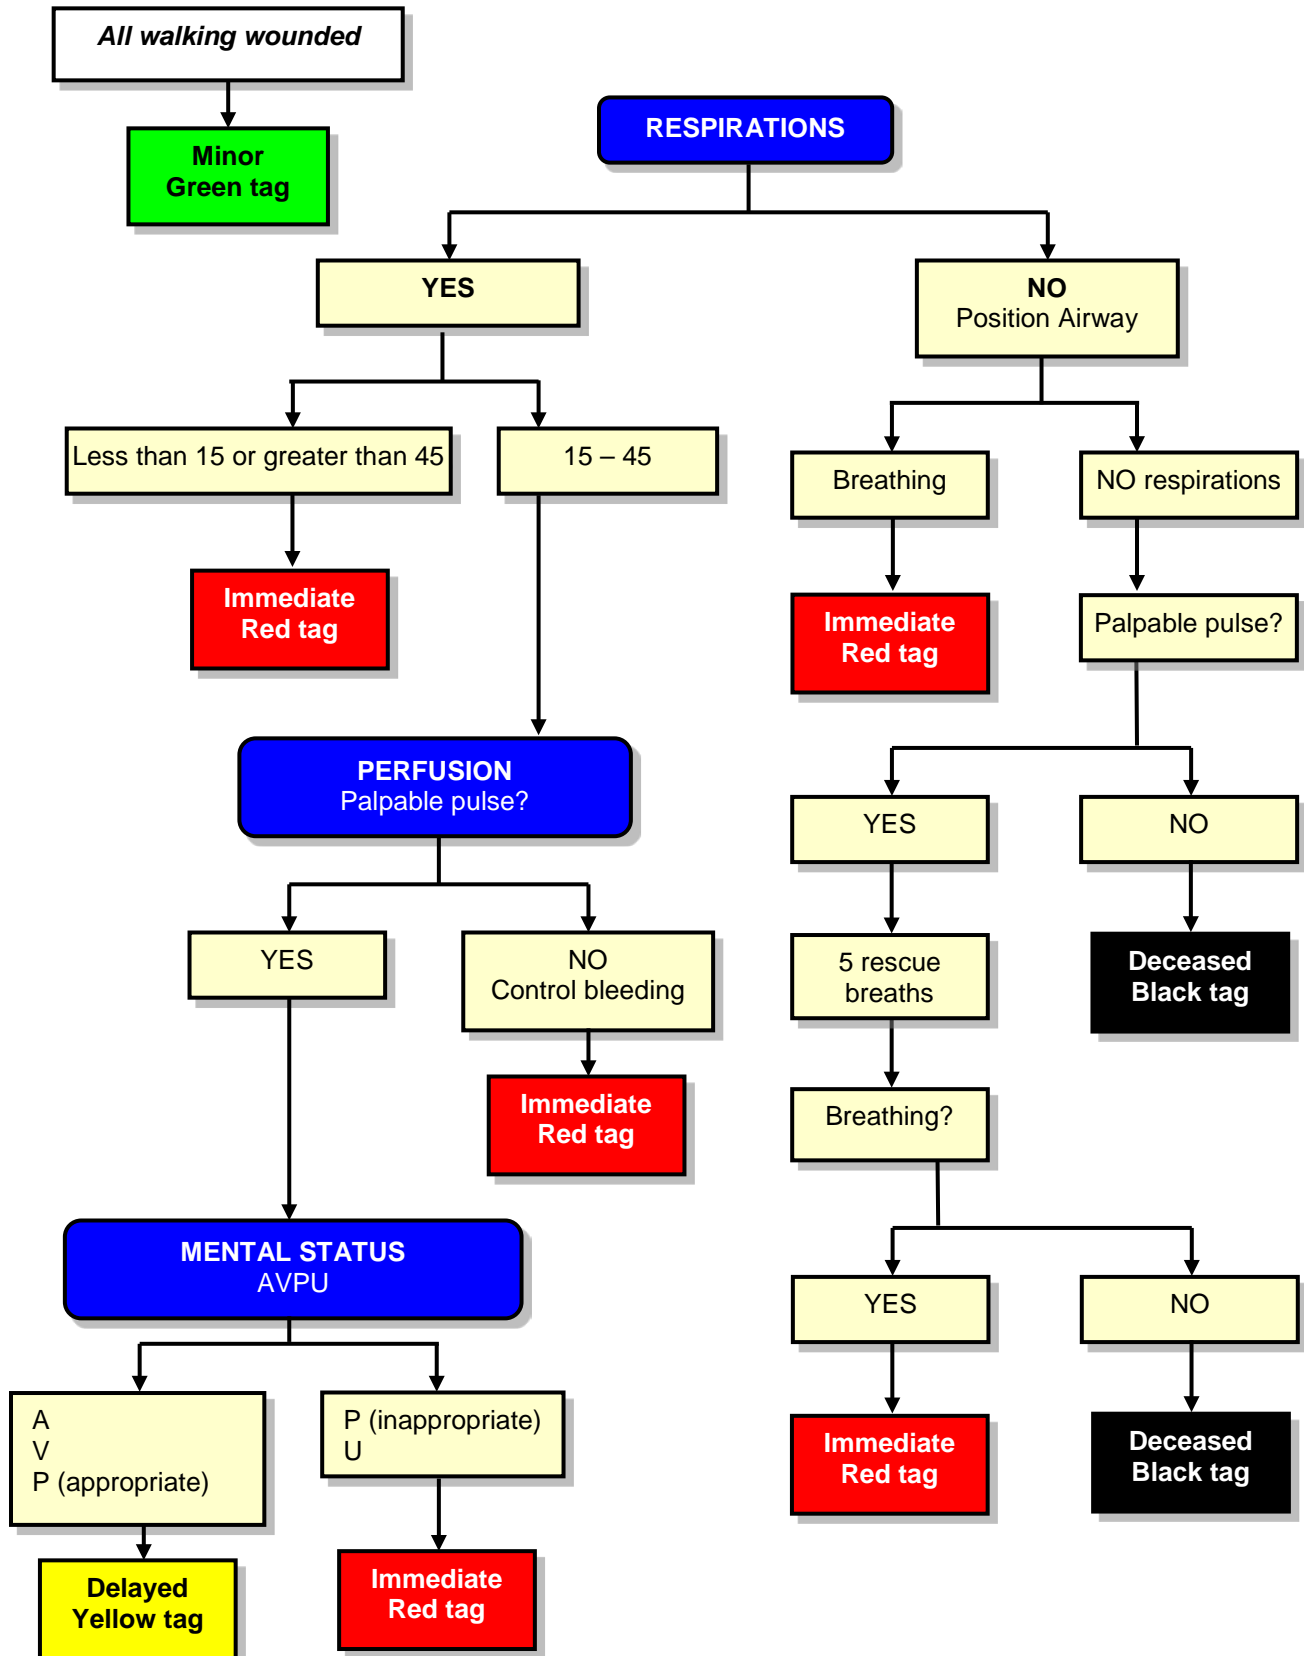 All walking wounded
Minor
Green tag
RESPIRATIONS
YES
NO
Position Airway
Less than 15 or greater than 45
15 – 45
Breathing
NO respirations
Immediate
Red tag
Immediate
Red tag
Palpable pulse?
PERFUSION
Palpable pulse?
YES
NO
YES
NO
Control bleeding
5 rescue
breaths
Deceased
Black tag
Immediate
Red tag
Breathing?
MENTAL STATUS
AVPU
YES
NO
A
V
P (appropriate)
P (inappropriate)
U
Immediate
Red tag
Deceased
Black tag
Delayed
Yellow tag
Immediate
Red tag